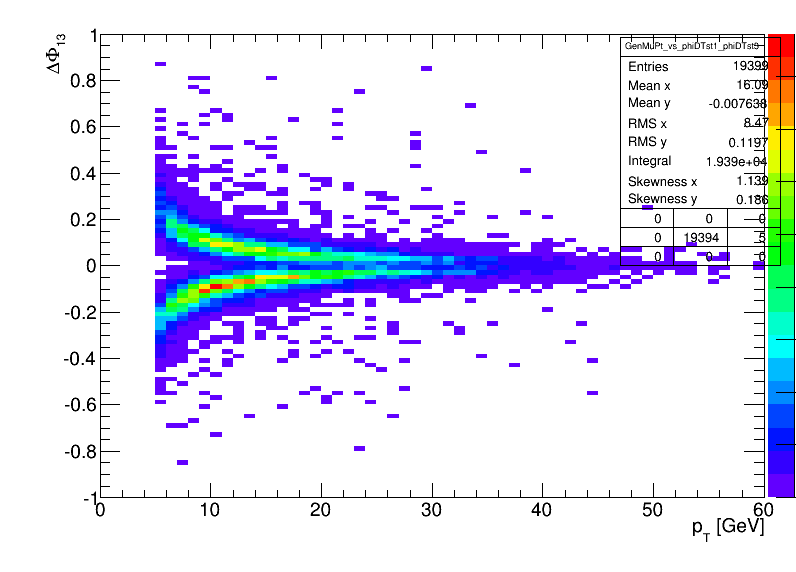 ΔΦ13
1
0.8
0.6
0.4
0.2
0
-0.2
-0.4
-0.6
-0.8
-1
0 10 20 30 40 50 60
pT [GeV]
GenMuPt_vs_phiDTst1_phiDTst3
Entries 19399
Mean x 16.09
Mean y -0.007638
RMS x 8.47
RMS y 0.1197
Integral 1.939e+04
Skewness x 1.139
Skewness y 0.186
0 0 0
0 19394 5
0 0 0